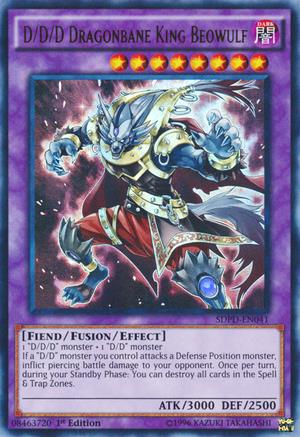 D/D/D DRAGONBANE KING BEOWULF
DARK
闇
SDPD-EN041
[FIEND/FUSION/EFFECT]
1 "D/D/D" monster + 1 "D/D" monster
If a "D/D" monster you control attacks a Defense Position monster,
inflict piercing battle damage to your opponent. Once per turn,
during your Standby Phase: You can destroy all cards in the Spell
& Trap Zones.
ATK/3000 DEF/2500
08463720 1st Edition ©1996 KAZUKI TAKAHASHI